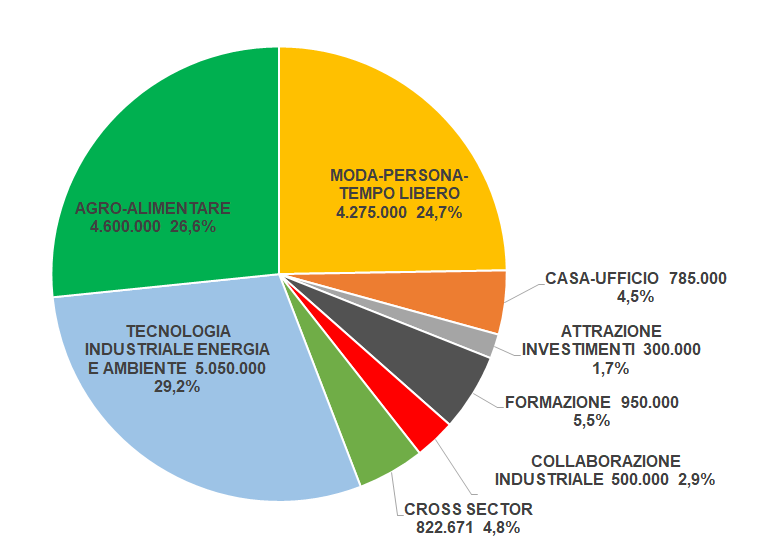 MODA-PERSONA-
TEMPO LIBERO
4.275.000 24,7%
AGRO-ALIMENTARE
4.600.000 26,6%
CASA-UFFICIO 785.000
4,5%
TECNOLOGIA
INDUSTRIALE ENERGIA
E AMBIENTE 5.050.000
29,2%
ATTRAZIONE
INVESTIMENTI 300.000
1,7%
FORMAZIONE 950.000
5,5%
COLLABORAZIONE
INDUSTRIALE 500.000 2,9%
CROSS SECTOR
822.671 4,8%